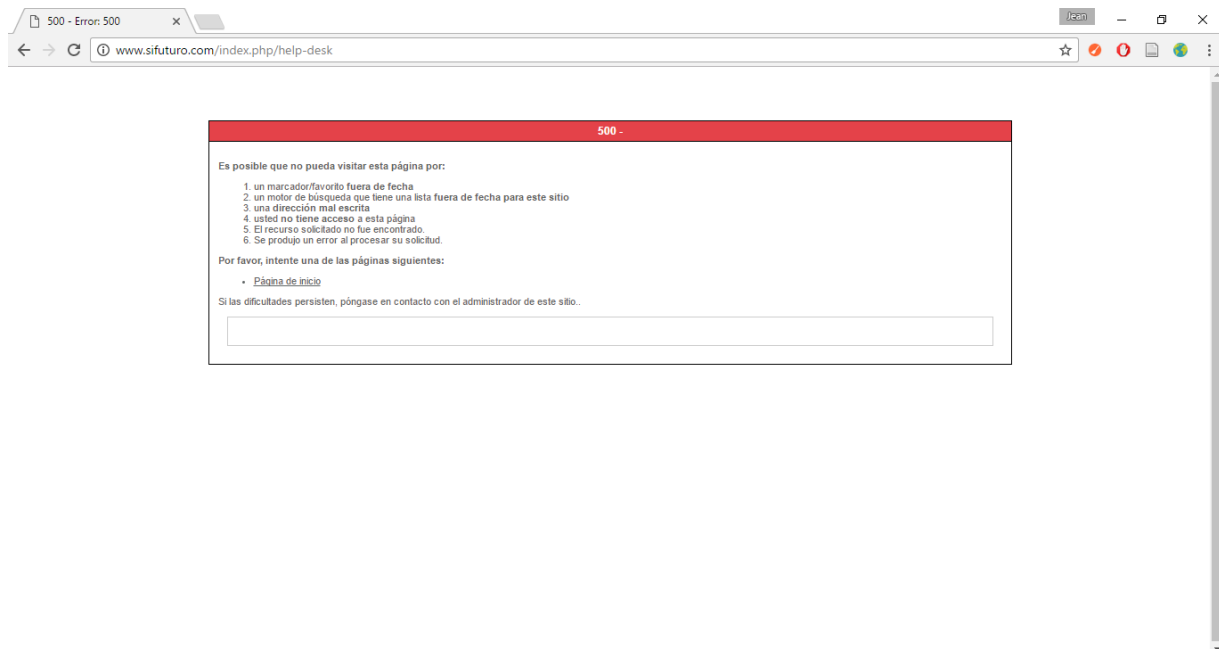 500 - Error: 500
Jean
www.sifuturo.com/index.php/help-desk
500 -
Es posible que no pueda visitar esta página por:
1. un marcador/favorito fuera de fecha
2. un motor de búsqueda que tiene una lista fuera de fecha para este sitio
3. una dirección mal escrita
4. usted no tiene acceso a esta página
5. El recurso solicitado no fue encontrado.
6. Se produjo un error al procesar su solicitud.
Por favor, intente una de las páginas siguientes:
• Página de inicio
Si las dificultades persisten, póngase en contacto con el administrador de este sitio..